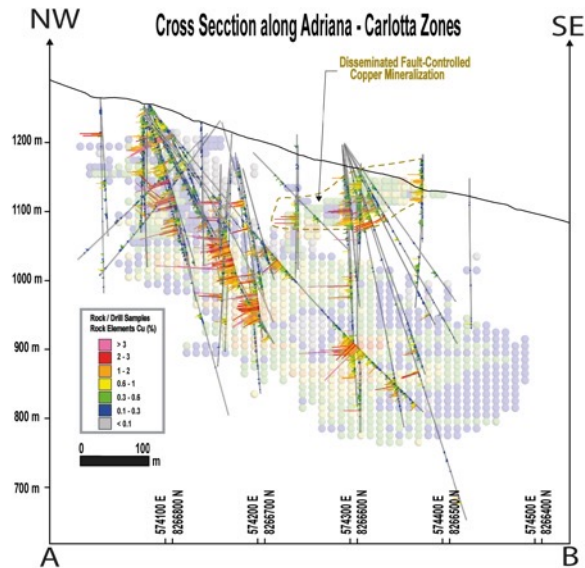 NW
Cross Secction along Adriana - Carlotta Zones
SE
Disseminated Fault-Controlled
Copper Mineralization
1200 m
1100 m
1000 m
900 m
800 m
700 m
Rock / Drill Samples
Rock Elements Cu (%)
> 3
2 - 3
1 - 2
0.6 - 1
0.3 - 0.6
0.1 - 0.3
< 0.1
0 100
m
574100 E
8266800 N
574200 E
8266700 N
574300 E
8266600 N
574400 E
8266500 N
574500 E
8266400 N
A
B